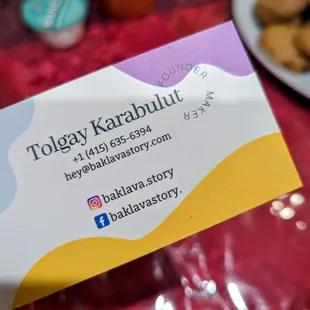 Tolgay Karabulut
FOUNDER MAKER
+1 (415) 635-6394
hey@baklavastory.com
baklava.story
baklavastory.